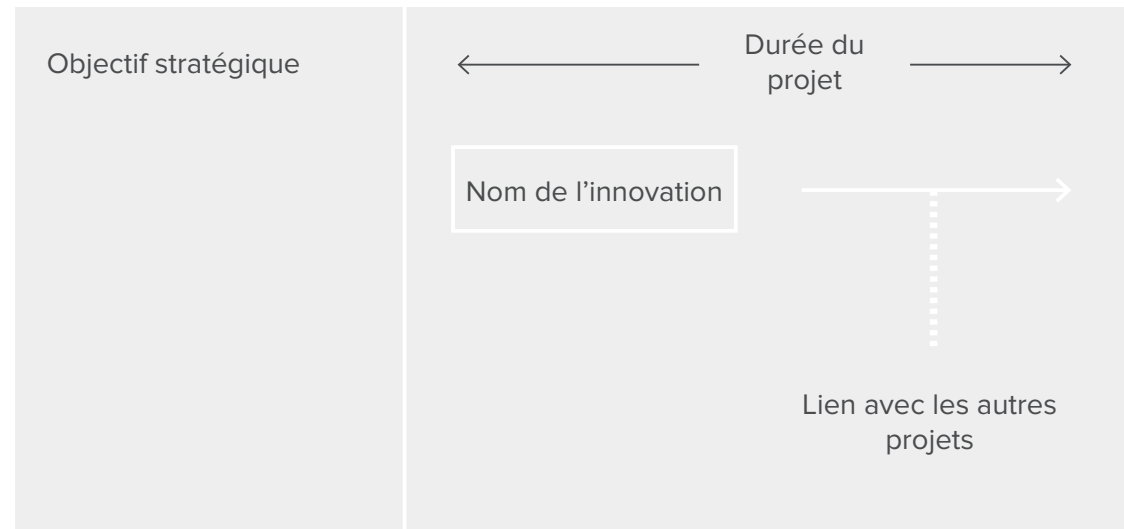 Objectif stratégique
Durée du
projet
Nom de l’innovation
Lien avec les autres
projets